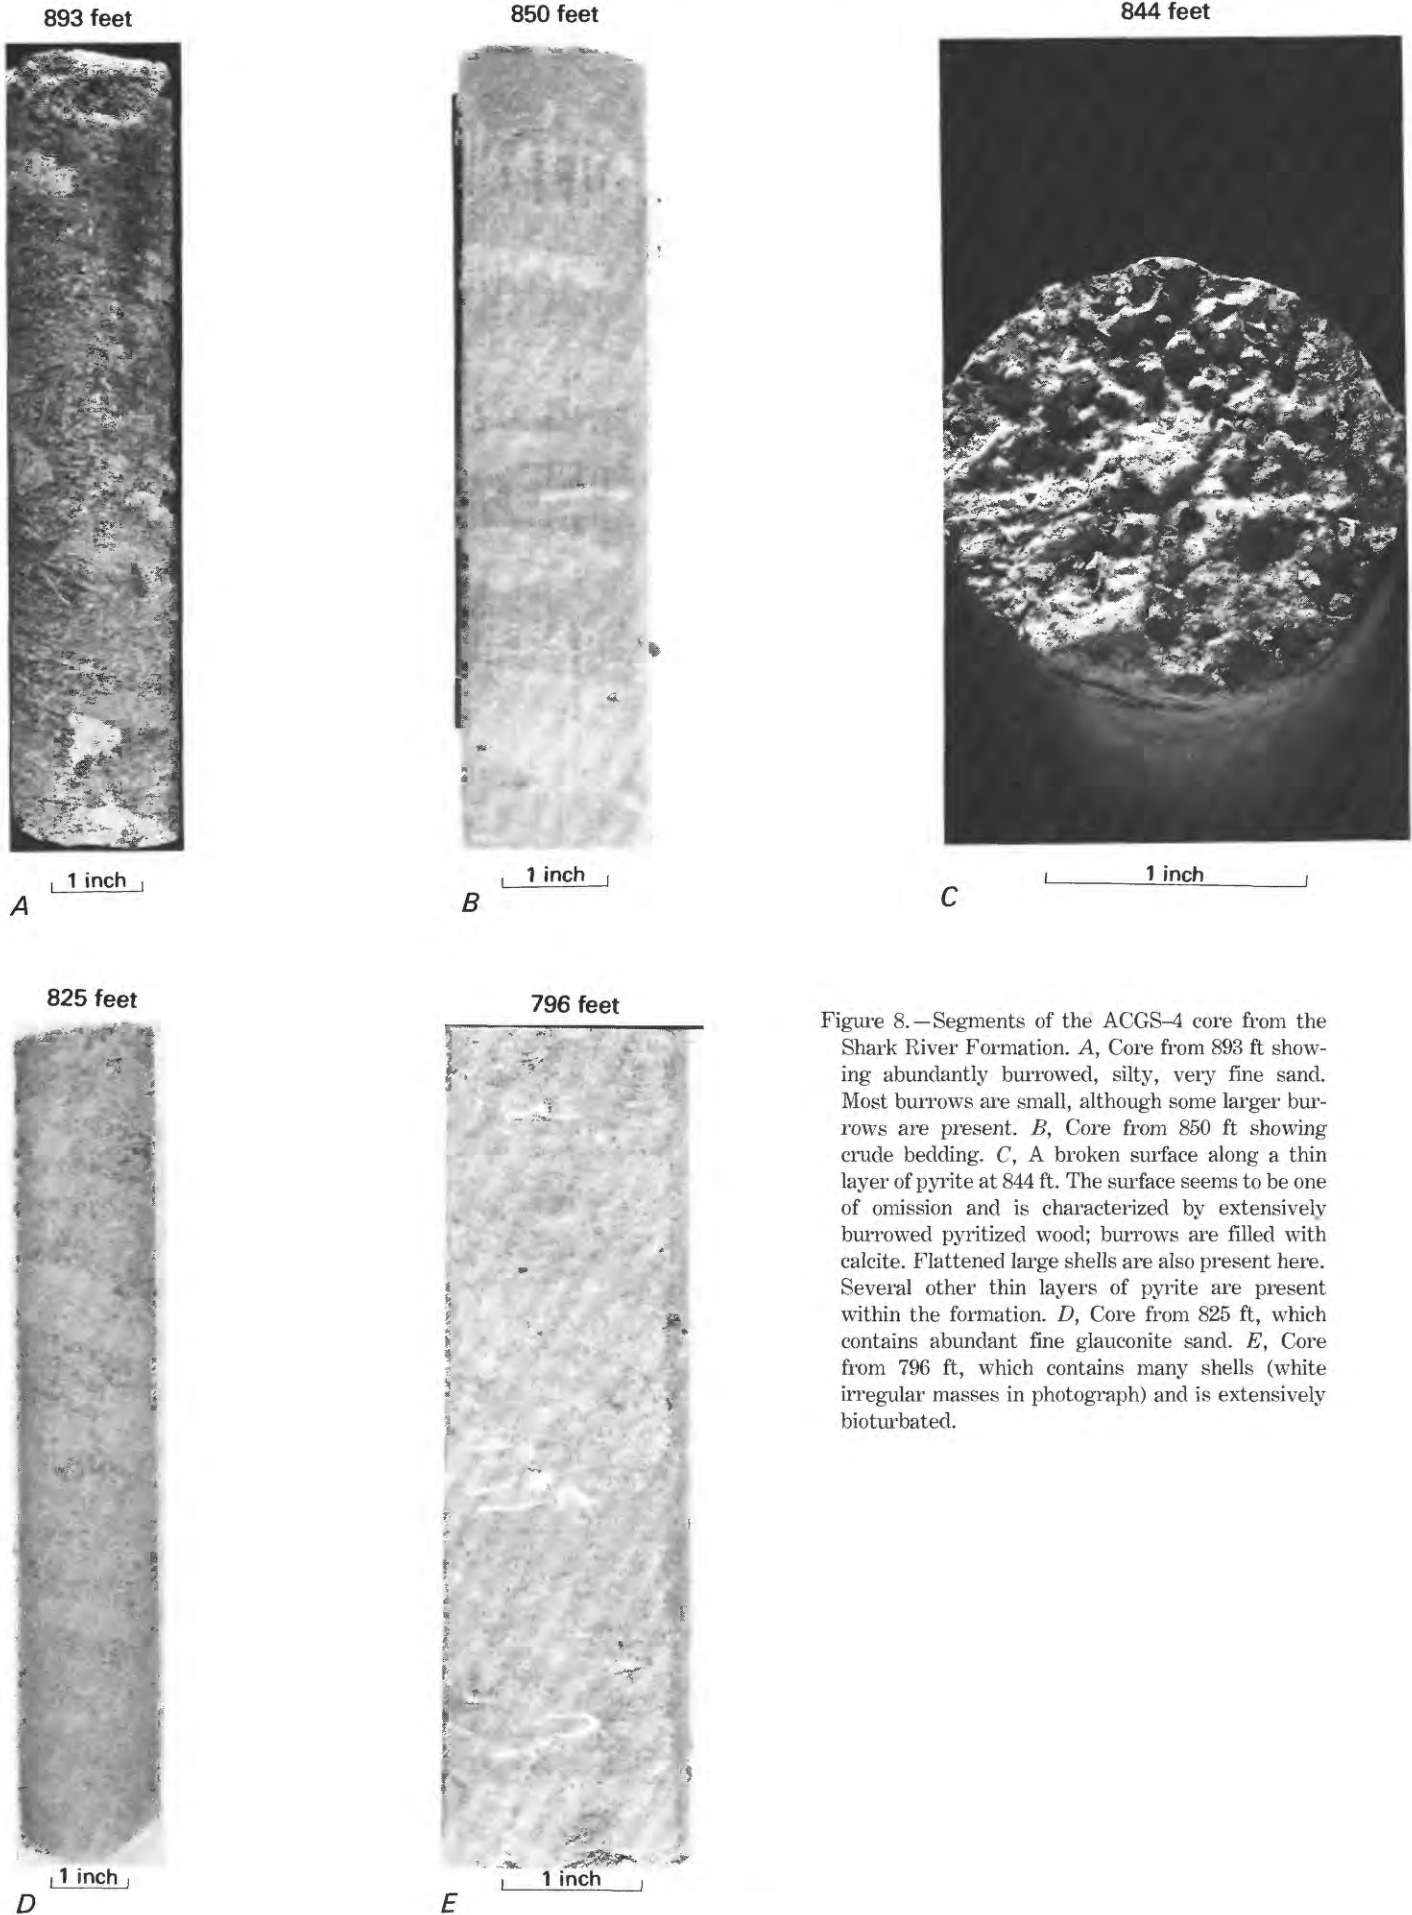 893 feet
850 feet
844 feet
1 inch
A
1 inch
B
1 inch
C
825 feet
796 feet
Figure 8.—Segments of the ACGS–4 core from the
Shark River Formation. A, Core from 893 ft show-
ing abundantly burrowed, silty, very fine sand.
Most burrows are small, although some larger bur-
rows are present. B, Core from 850 ft showing
crude bedding. C, A broken surface along a thin
layer of pyrite at 844 ft. The surface seems to be one
of omission and is characterized by extensively
burrowed pyritized wood; burrows are filled with
calcite. Flattened large shells are also present here.
Several other thin layers of pyrite are present
within the formation. D, Core from 825 ft, which
contains abundant fine glauconite sand. E, Core
from 796 ft, which contains many shells (white
irregular masses in photograph) and is extensively
bioturbated.
1 inch
D
1 inch
E